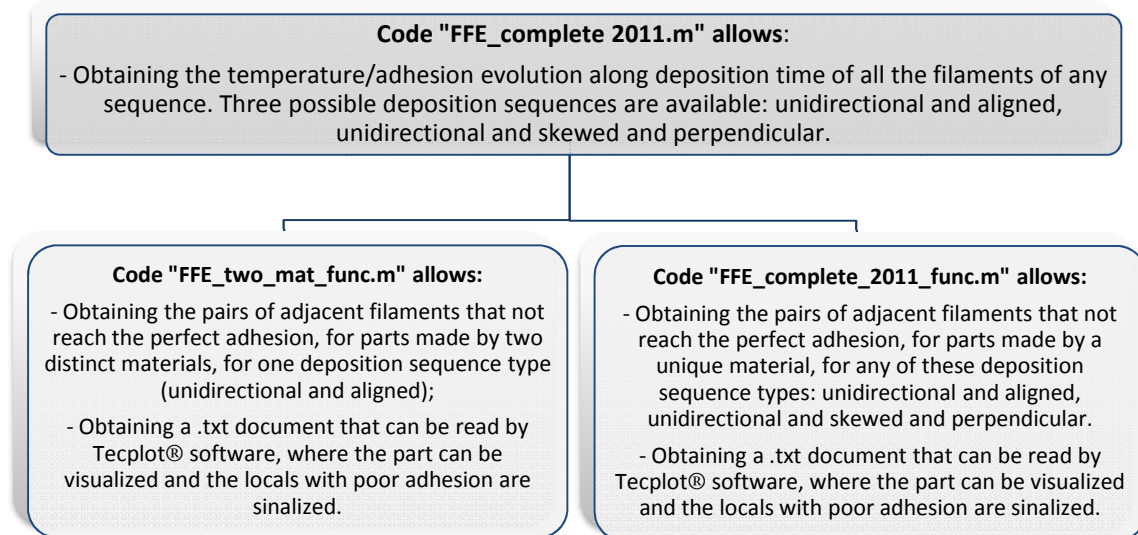 Code "FFE_complete 2011.m" allows:
- Obtaining the temperature/adhesion evolution along deposition time of all the filaments of any
sequence. Three possible deposition sequences are available: unidirectional and aligned,
unidirectional and skewed and perpendicular.
Code "FFE_two_mat_func.m" allows:
- Obtaining the pairs of adjacent filaments that not
reach the perfect adhesion, for parts made by two
distinct materials, for one deposition sequence type
(unidirectional and aligned);
- Obtaining a .txt document that can be read by
Tecplot® software, where the part can be
visualized and the locals with poor adhesion are
sinalized.
Code "FFE_complete_2011_func.m" allows:
- Obtaining the pairs of adjacent filaments that not
reach the perfect adhesion, for parts made by a
unique material, for any of these deposition
sequence types: unidirectional and aligned,
unidirectional and skewed and perpendicular.
- Obtaining a .txt document that can be read by
Tecplot® software, where the part can be visualized
and the locals with poor adhesion are sinalized.